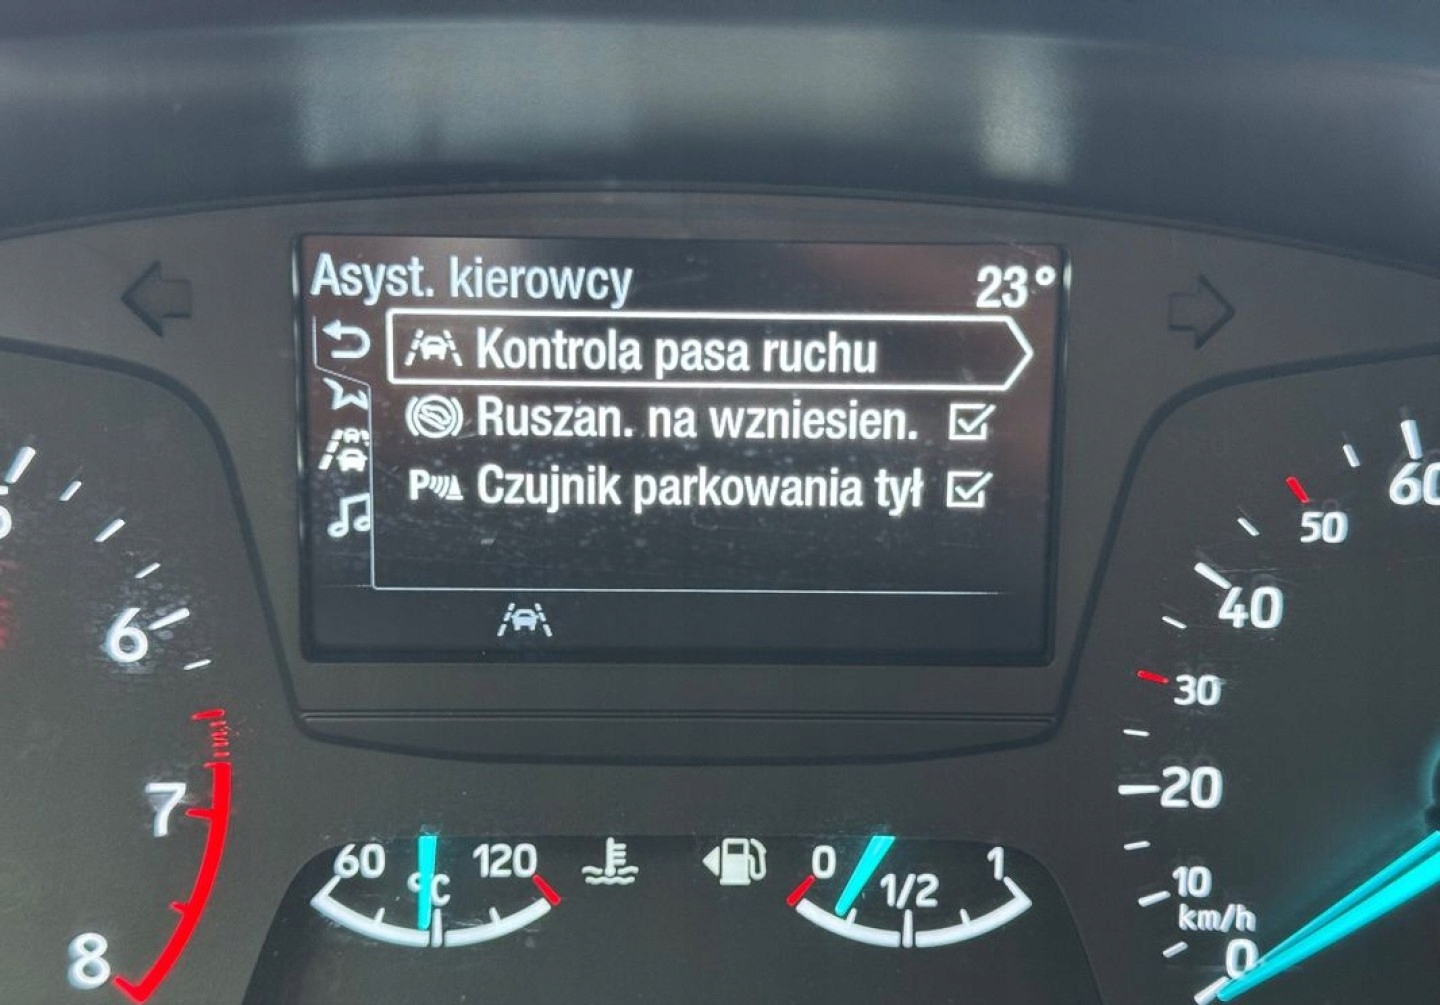 Asyst. kierowcy 23°
Kontrola pasa ruchu
Ruszan. na wzniesien.
P Czujnik parkowania tył
5
6
7
8
60 120
°C
0 1/2 1
60
50
40
30
20
10
km/h
0